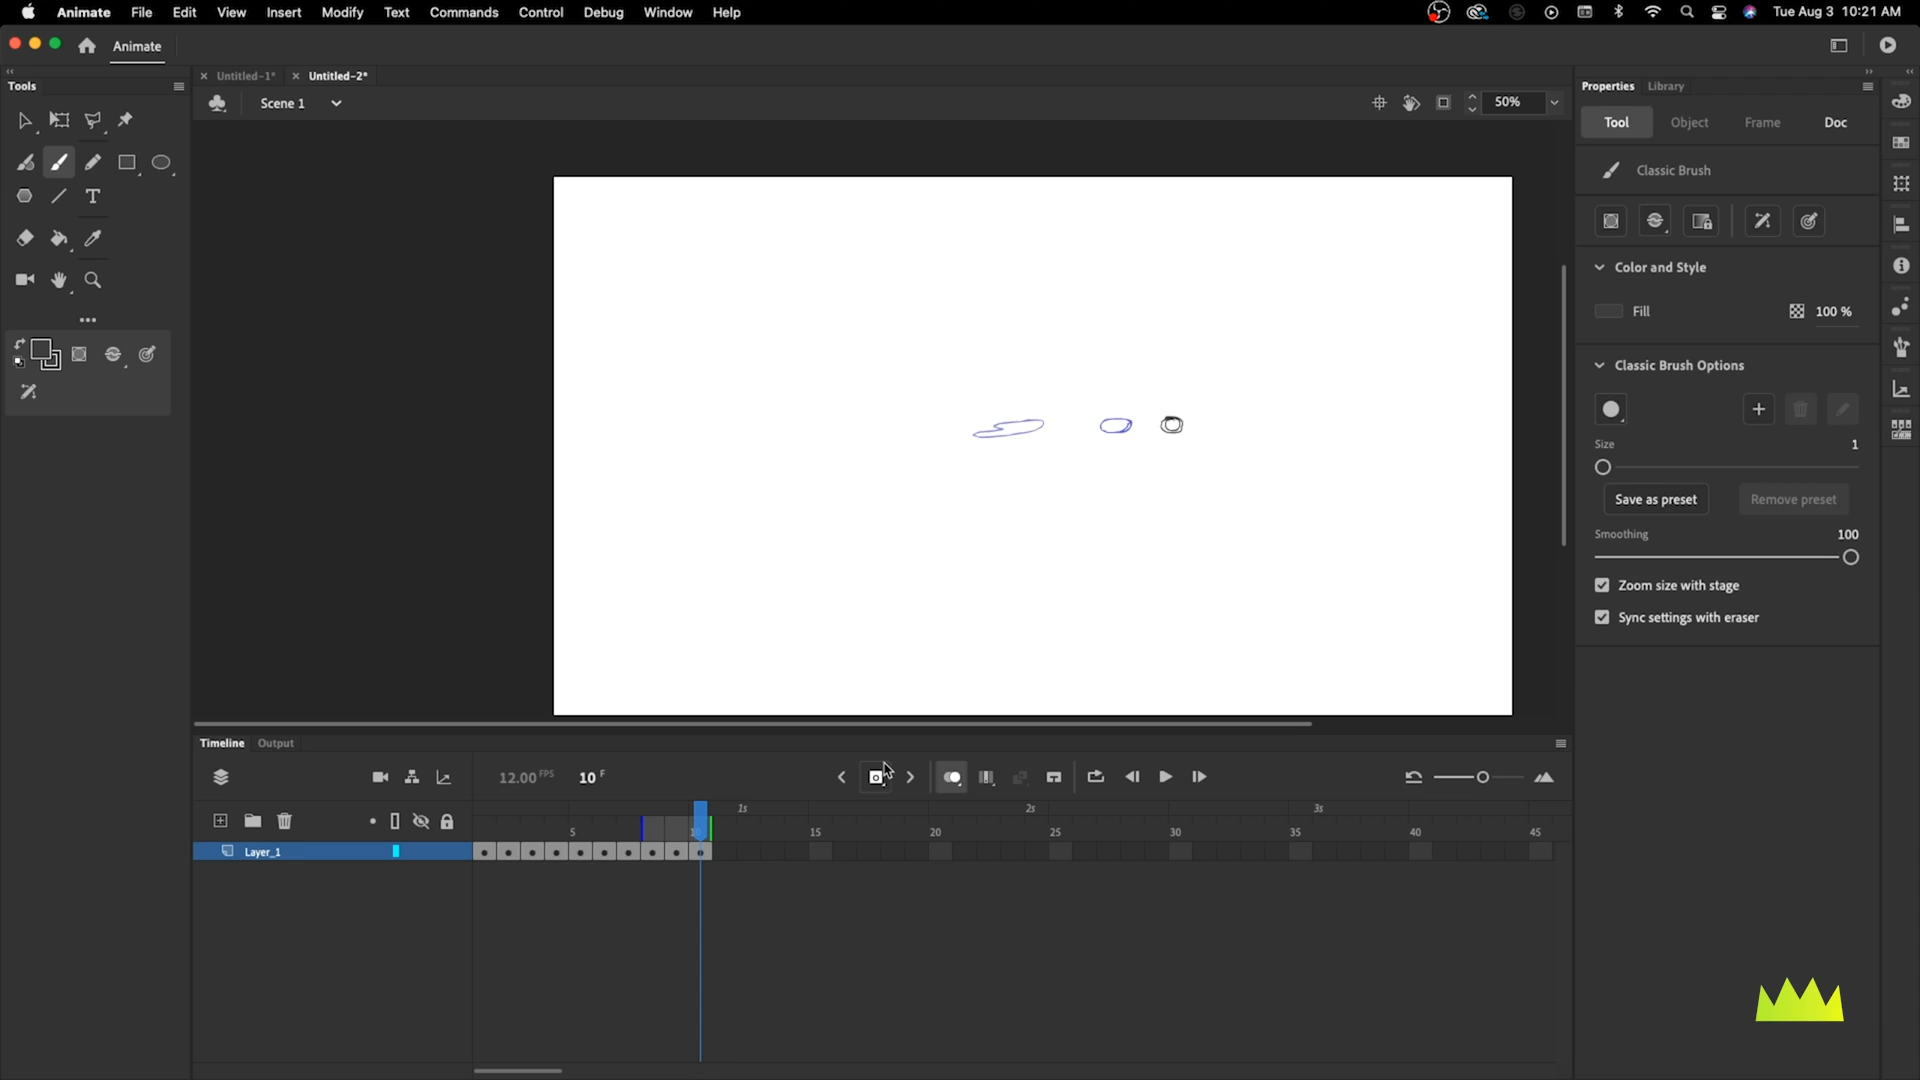 Animate File Edit View Insert Modify Text Commands Control Debug Window Help Tue Aug 3 10:21 AM
Animate
Tools
Untitled-1* Untitled-2*
Properties Library
Scene 1
50%
Tool Object Frame Doc
Classic Brush
Color and Style
Fill 100 %
Classic Brush Options
Size 1
Save as preset Remove preset
Smoothing 100
Zoom size with stage
Sync settings with eraser
Timeline Output
12.00 FPS 10 F
1s 2s 3s
5 10 15 20 25 30 35 40 45
Layer_1